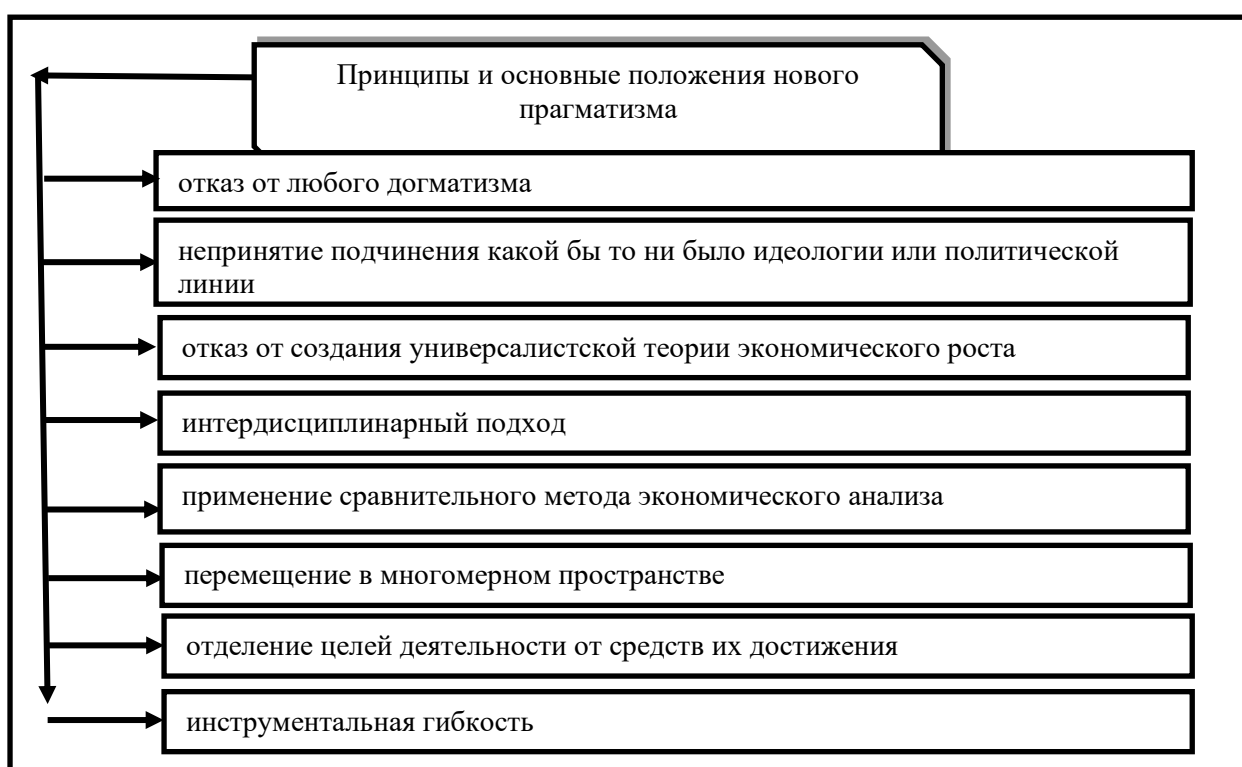 Принципы и основные положения нового
прагматизма
отказ от любого догматизма
непринятие подчинения какой бы то ни было идеологии или политической
линии
отказ от создания универсалистской теории экономического роста
интердисциплинарный подход
применение сравнительного метода экономического анализа
перемещение в многомерном пространстве
отделение целей деятельности от средств их достижения
инструментальная гибкость